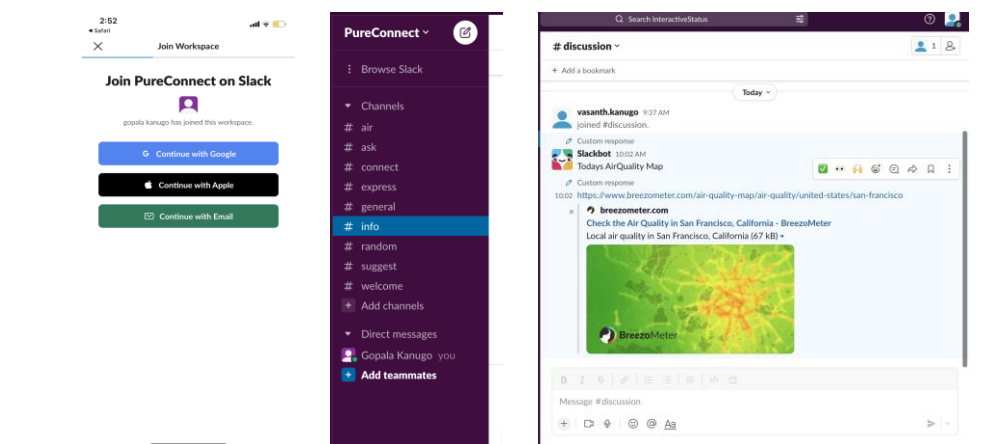 2:52
Safari
Join Workspace
Join PureConnect on Slack
gopala kanugo has joined this workspace.
G Continue with Google
Continue with Apple
Continue with Email
PureConnect
Browse Slack
Channels
# air
# ask
# connect
# express
# general
# info
# random
# suggest
# welcome
+ Add channels
Direct messages
Gopala Kanugo you
+ Add teammates
Search InteractiveStatus
# discussion
1
+ Add a bookmark
Today
vasanth.kanugo 9:37 AM
joined #discussion.
Custom response
Slackbot 10:02 AM
Todays AirQuality Map
Custom response
10:02 https://www.breezometer.com/air-quality-map/air-quality/united-states/san-francisco
breezometer.com
Check the Air Quality in San Francisco, California - BreezoMeter
Local air quality in San Francisco, California (67 kB)
BreezoMeter
B I S
Message #discussion
+ @ Aa